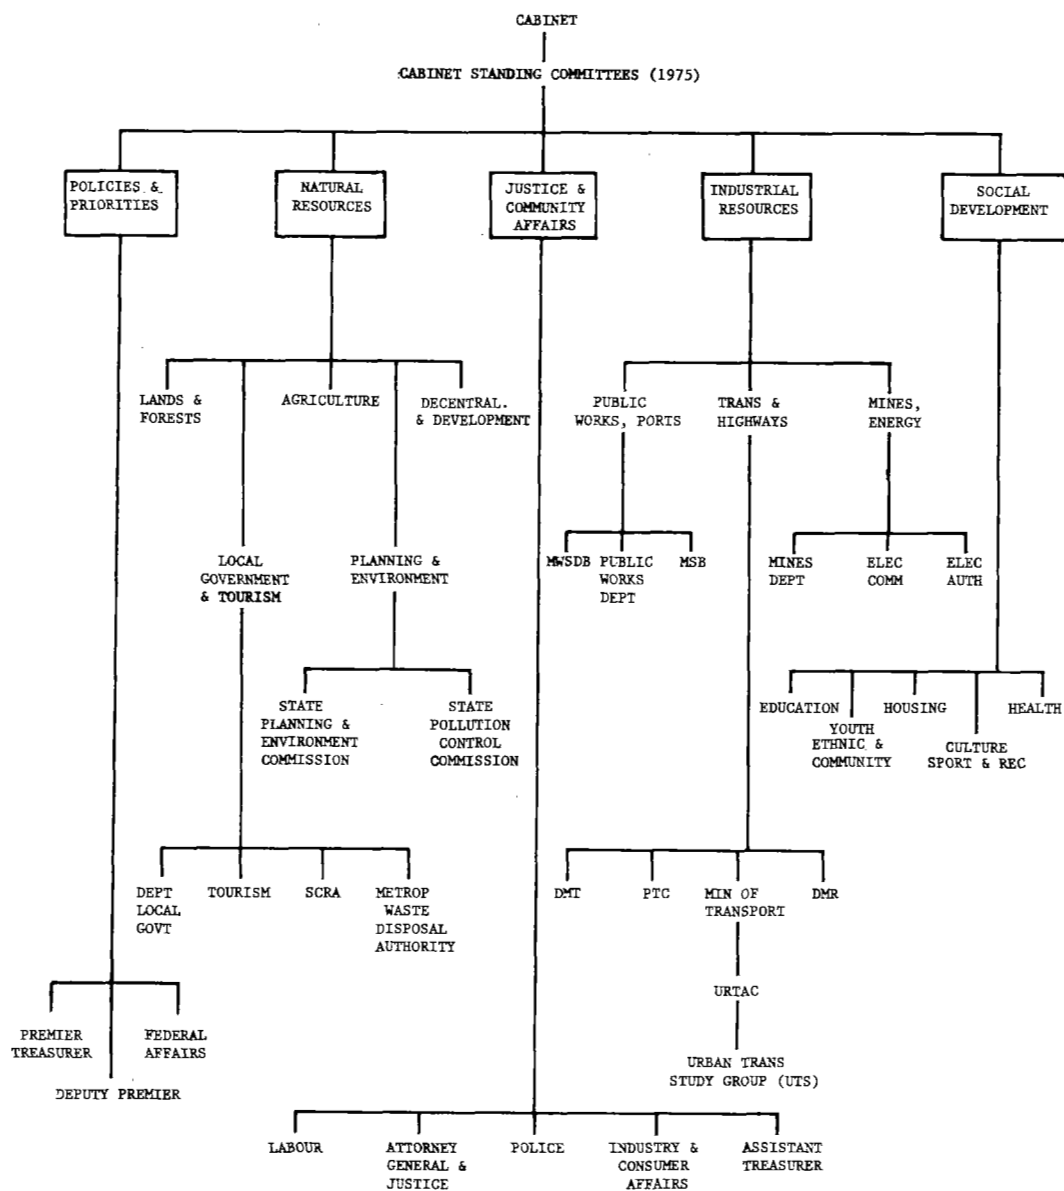 CABINET
CABINET STANDING COMMITTEES (1975)
POLICIES &
PRIORITIES
NATURAL
RESOURCES
JUSTICE &
COMMUNITY
AFFAIRS
INDUSTRIAL
RESOURCES
SOCIAL
DEVELOPMENT
LANDS &
FORESTS
AGRICULTURE
DECENTRAL.
& DEVELOPMENT
PUBLIC
WORKS, PORTS
TRANS &
HIGHWAYS
MINES,
ENERGY
LOCAL
GOVERNMENT
& TOURISM
PLANNING &
ENVIRONMENT
MWSDB
PUBLIC
WORKS
DEPT
MSB
MINES
DEPT
ELEC
COMM
ELEC
AUTH
STATE
PLANNING &
ENVIRONMENT
COMMISSION
STATE
POLLUTION
CONTROL
COMMISSION
EDUCATION
YOUTH
ETHNIC &
COMMUNITY
HOUSING
CULTURE
SPORT & REC
HEALTH
DEPT
LOCAL
GOVT
TOURISM
SCRA
METROP
WASTE
DISPOSAL
AUTHORITY
DMT
PTC
MIN OF
TRANSPORT
DMR
URTAC
URBAN TRANS
STUDY GROUP (UTS)
PREMIER
TREASURER
FEDERAL
AFFAIRS
DEPUTY PREMIER
LABOUR
ATTORNEY
GENERAL &
JUSTICE
POLICE
INDUSTRY &
CONSUMER
AFFAIRS
ASSISTANT
TREASURER